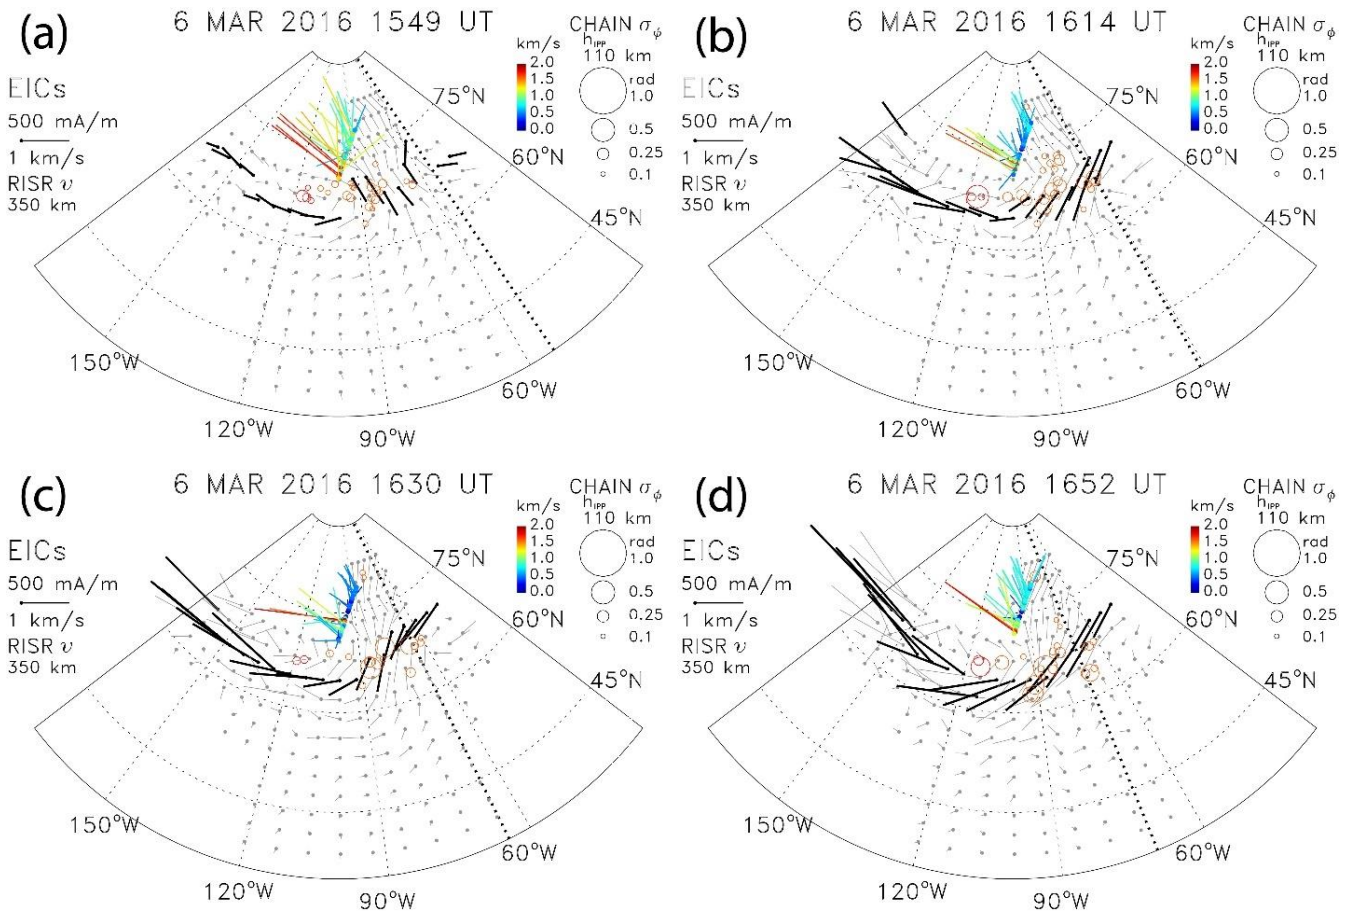 (a)
6 MAR 2016 1549 UT
EICs
500 mA/m
1 km/s
RISR v
350 km
km/s
2.0
1.5
1.0
0.5
0.0
CHAIN σφ
hIPP
110 km
rad
1.0
0.5
0.25
0.1
75°N
60°N
45°N
150°W
120°W
90°W
60°W
(b)
6 MAR 2016 1614 UT
EICs
500 mA/m
1 km/s
RISR v
350 km
km/s
2.0
1.5
1.0
0.5
0.0
CHAIN σφ
hIPP
110 km
rad
1.0
0.5
0.25
0.1
75°N
60°N
45°N
150°W
120°W
90°W
60°W
(c)
6 MAR 2016 1630 UT
EICs
500 mA/m
1 km/s
RISR v
350 km
km/s
2.0
1.5
1.0
0.5
0.0
CHAIN σφ
hIPP
110 km
rad
1.0
0.5
0.25
0.1
75°N
60°N
45°N
150°W
120°W
90°W
60°W
(d)
6 MAR 2016 1652 UT
EICs
500 mA/m
1 km/s
RISR v
350 km
km/s
2.0
1.5
1.0
0.5
0.0
CHAIN σφ
hIPP
110 km
rad
1.0
0.5
0.25
0.1
75°N
60°N
45°N
150°W
120°W
90°W
60°W